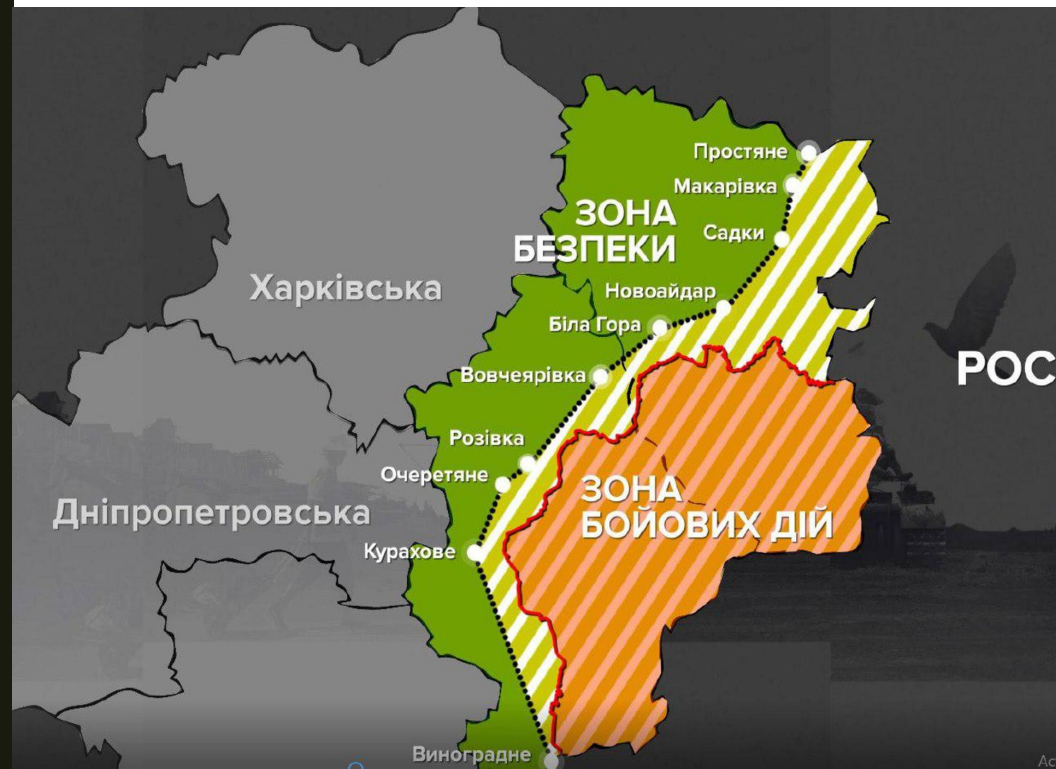 Простяне
Макарівка
ЗОНА
БЕЗПЕКИ
Садки
Харківська
Новоайдар
Біла Гора
РОС
Вовчеярівка
Розівка
Очеретяне
ЗОНА
БОЙОВИХ ДІЙ
Дніпропетровська
Курахове
Виноградне
Ас